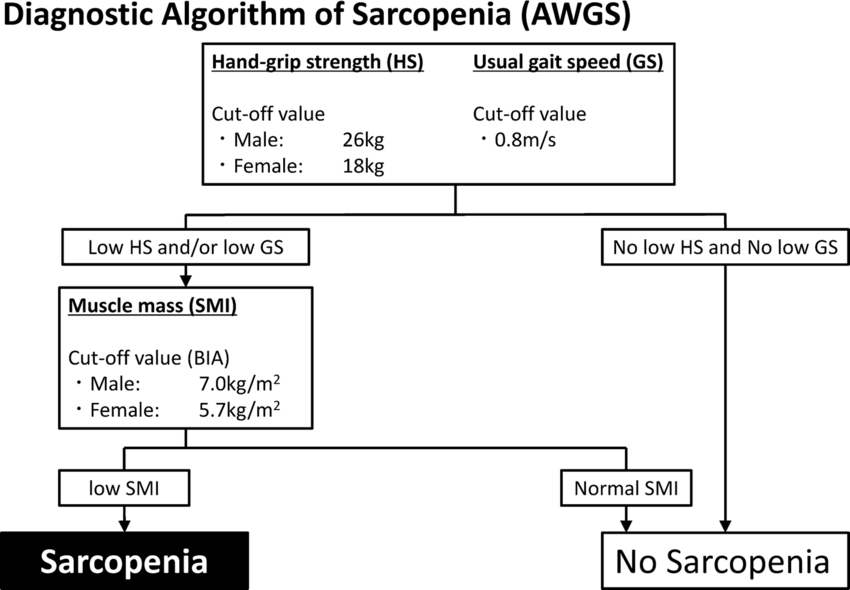 Diagnostic Algorithm of Sarcopenia (AWGS)
Hand-grip strength (HS)
Cut-off value
・Male: 26kg
・Female: 18kg
Usual gait speed (GS)
Cut-off value
・0.8m/s
Low HS and/or low GS
No low HS and No low GS
Muscle mass (SMI)
Cut-off value (BIA)
・Male: 7.0kg/m²
・Female: 5.7kg/m²
low SMI
Normal SMI
Sarcopenia
No Sarcopenia